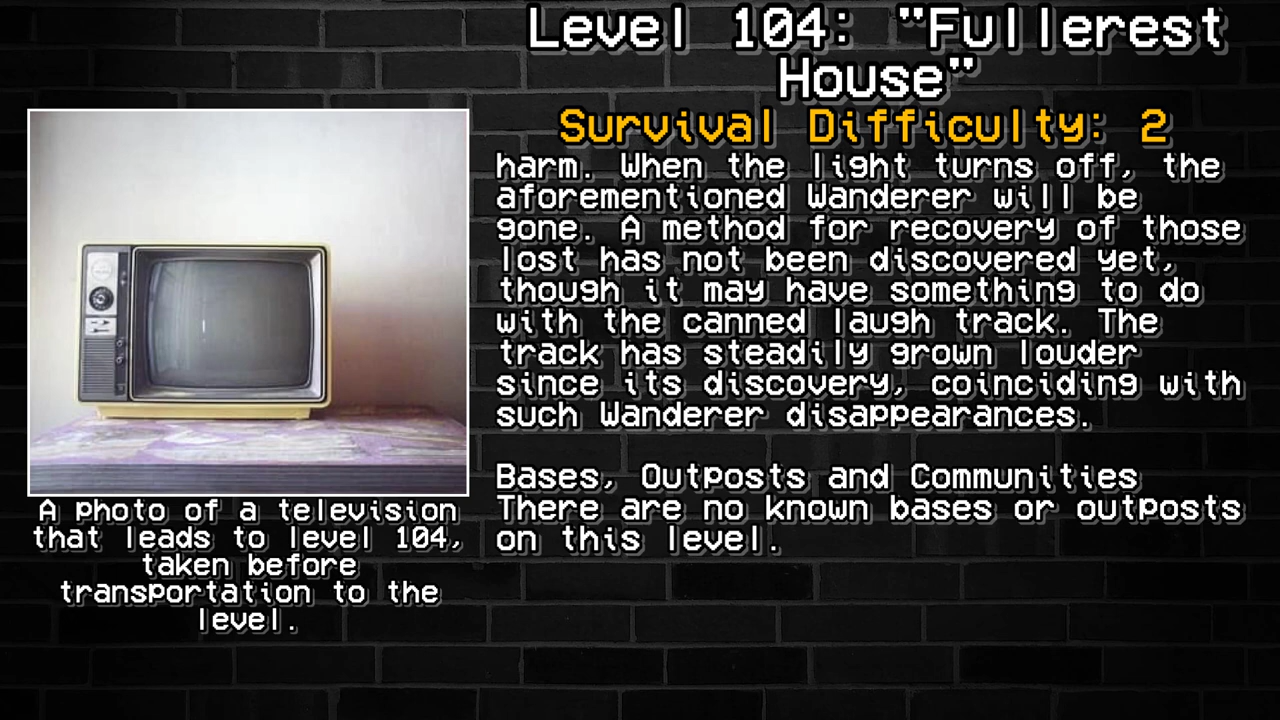 Level 104: "Fullerest
House"
Survival Difficulty: 2
harm. When the light turns off, the
aforementioned Wanderer will be
gone. A method for recovery of those
lost has not been discovered yet,
though it may have something to do
with the canned laugh track. The
track has steadily grown louder
since its discovery, coinciding with
such Wanderer disappearances.
Bases, Outposts and Communities
There are no known bases or outposts
on this level.
A photo of a television
that leads to level 104,
taken before
transportation to the
level.